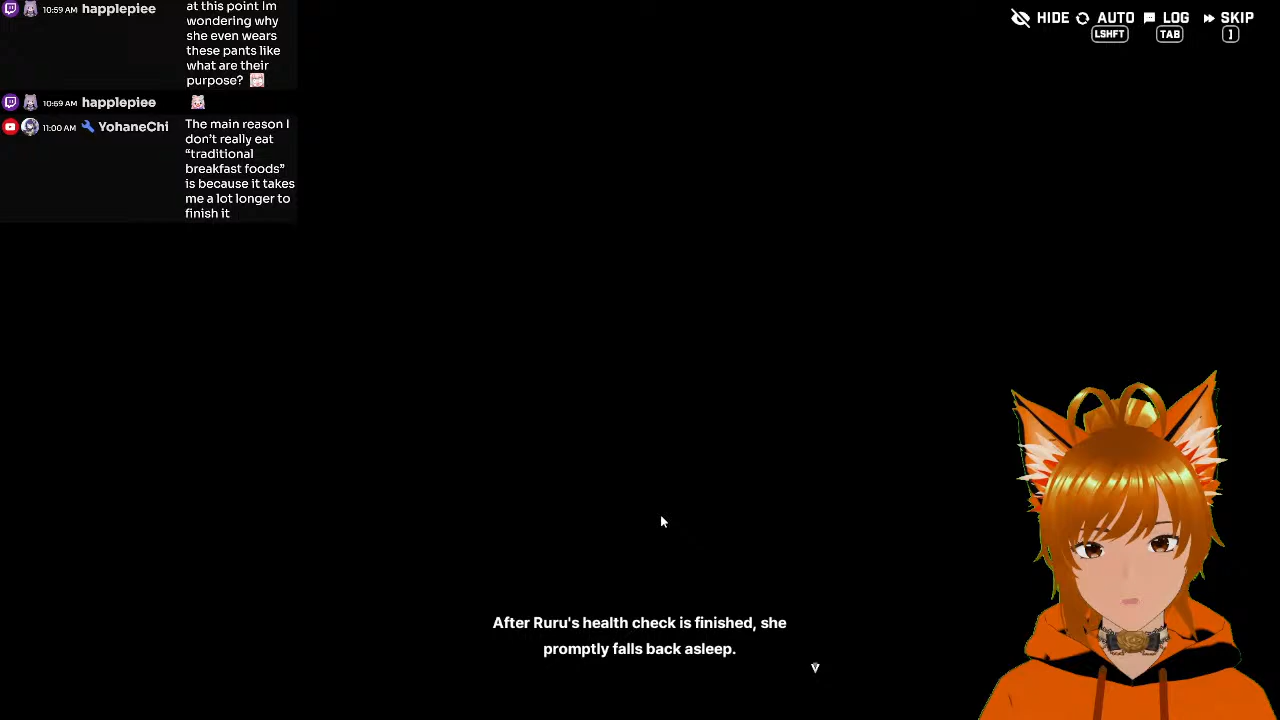 10:59 AM happlepiee at this point Im
wondering why
she even wears
these pants like
what are their
purpose?
10:59 AM happlepiee
11:00 AM YohaneChi The main reason I
don't really eat
“traditional
breakfast foods”
is because it takes
me a lot longer to
finish it
HIDE AUTO LOG SKIP
LSHFT TAB ]
After Ruru's health check is finished, she
promptly falls back asleep.